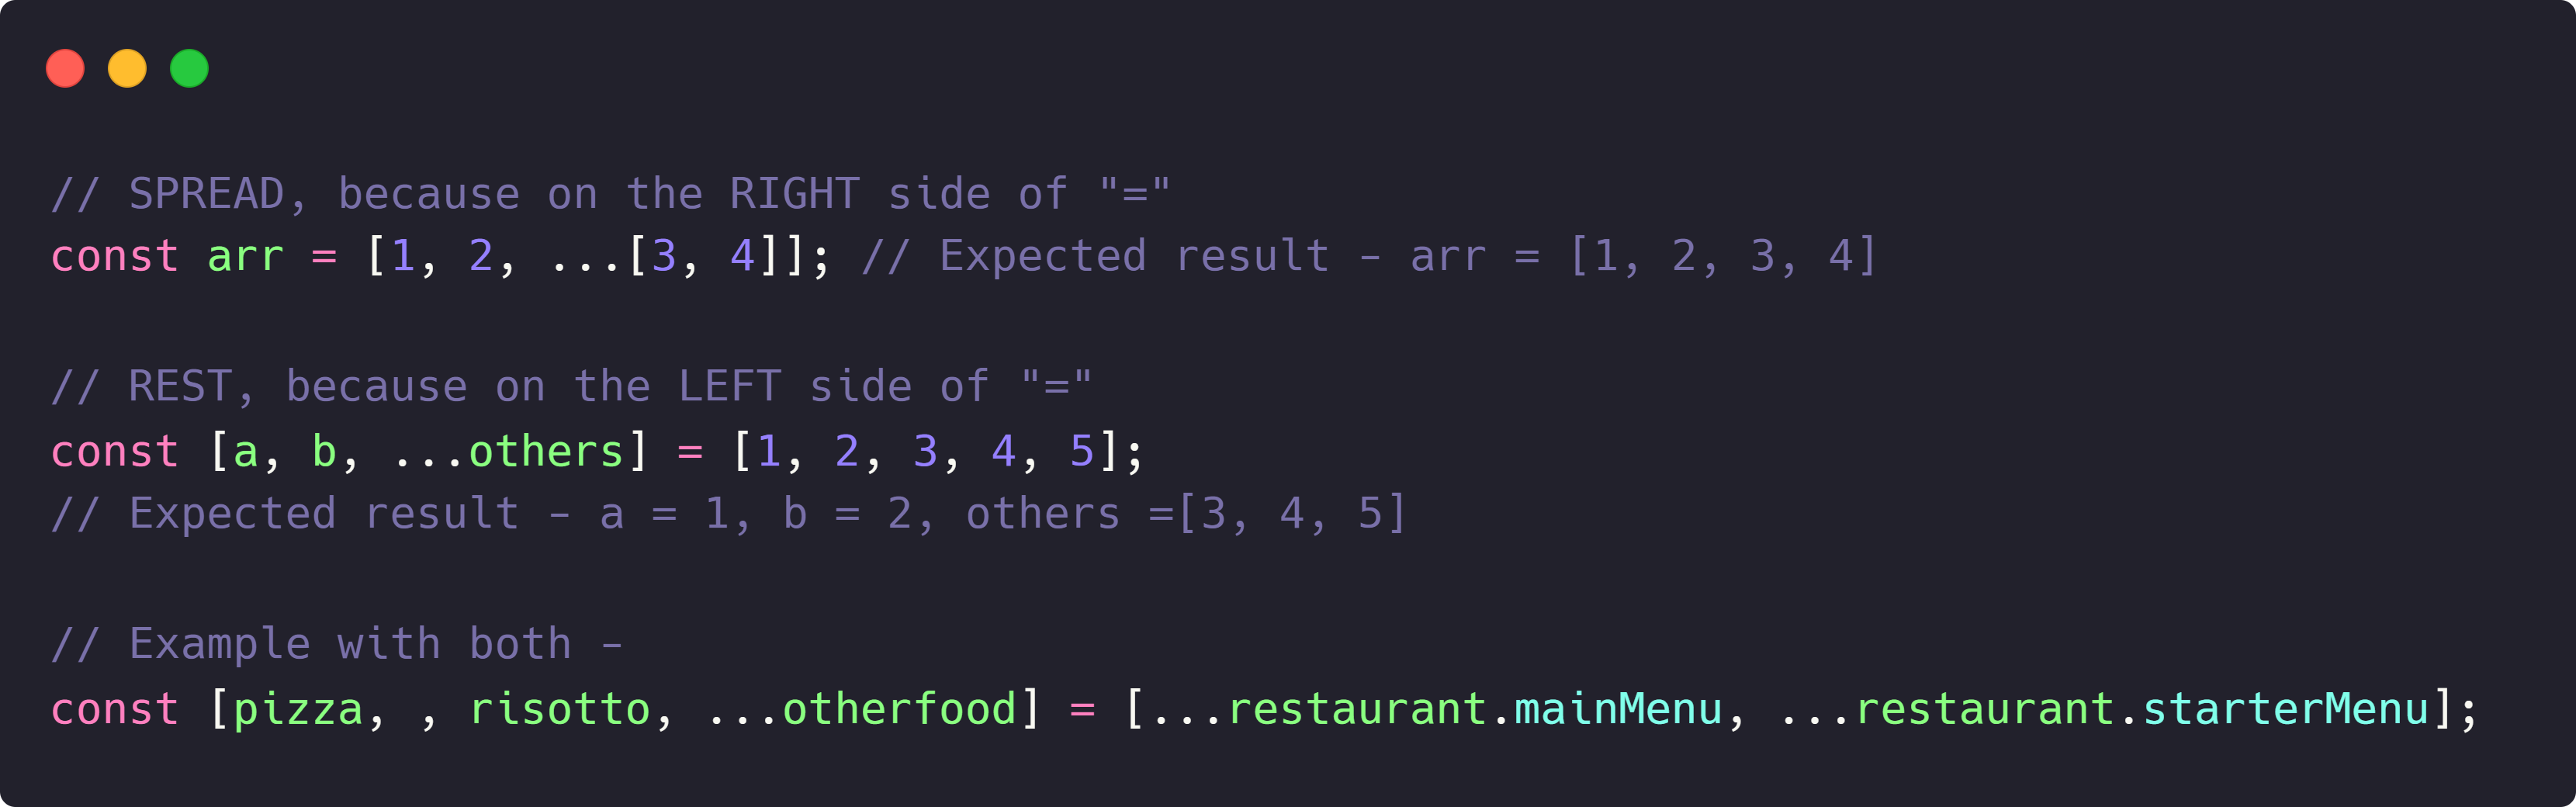 // SPREAD, because on the RIGHT side of "="
const arr = [1, 2, ...[3, 4]]; // Expected result - arr = [1, 2, 3, 4]
// REST, because on the LEFT side of "="
const [a, b, ...others] = [1, 2, 3, 4, 5];
// Expected result - a = 1, b = 2, others =[3, 4, 5]
// Example with both -
const [pizza, , risotto, ...otherfood] = [...restaurant.mainMenu, ...restaurant.starterMenu];